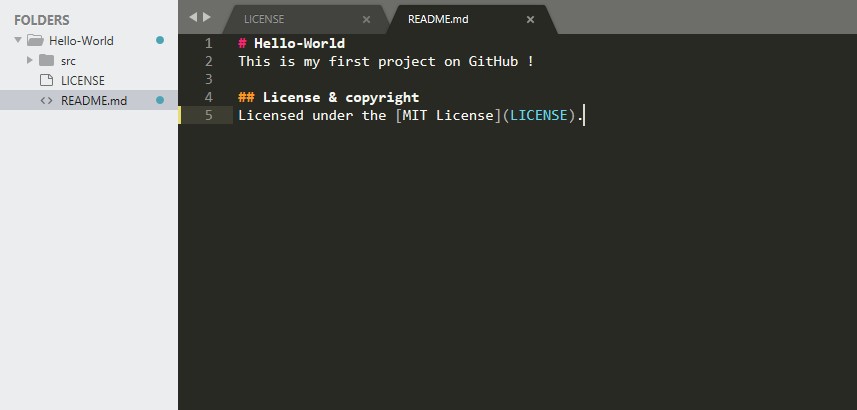 FOLDERS
Hello-World
src
LICENSE
README.md
LICENSE
README.md
1 # Hello-World
2 This is my first project on GitHub !
3
4 ## License & copyright
5 Licensed under the [MIT License](LICENSE).